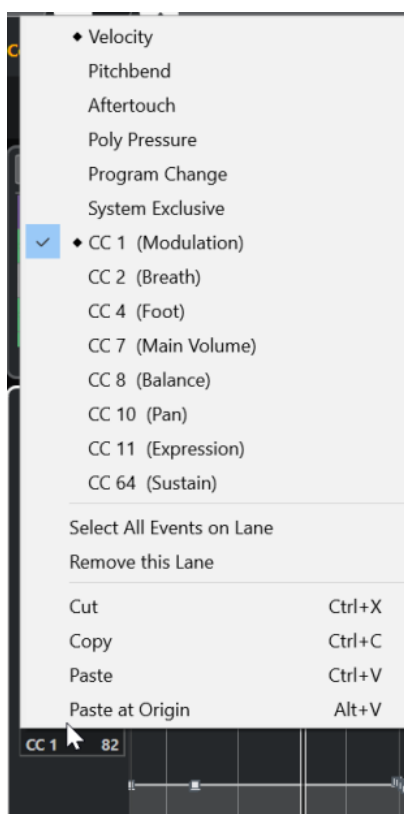 Velocity
Pitchbend
Aftertouch
Poly Pressure
Program Change
System Exclusive
CC 1 (Modulation)
CC 2 (Breath)
CC 4 (Foot)
CC 7 (Main Volume)
CC 8 (Balance)
CC 10 (Pan)
CC 11 (Expression)
CC 64 (Sustain)
Select All Events on Lane
Remove this Lane
Cut Ctrl+X
Copy Ctrl+C
Paste Ctrl+V
Paste at Origin Alt+V
CC 1 82